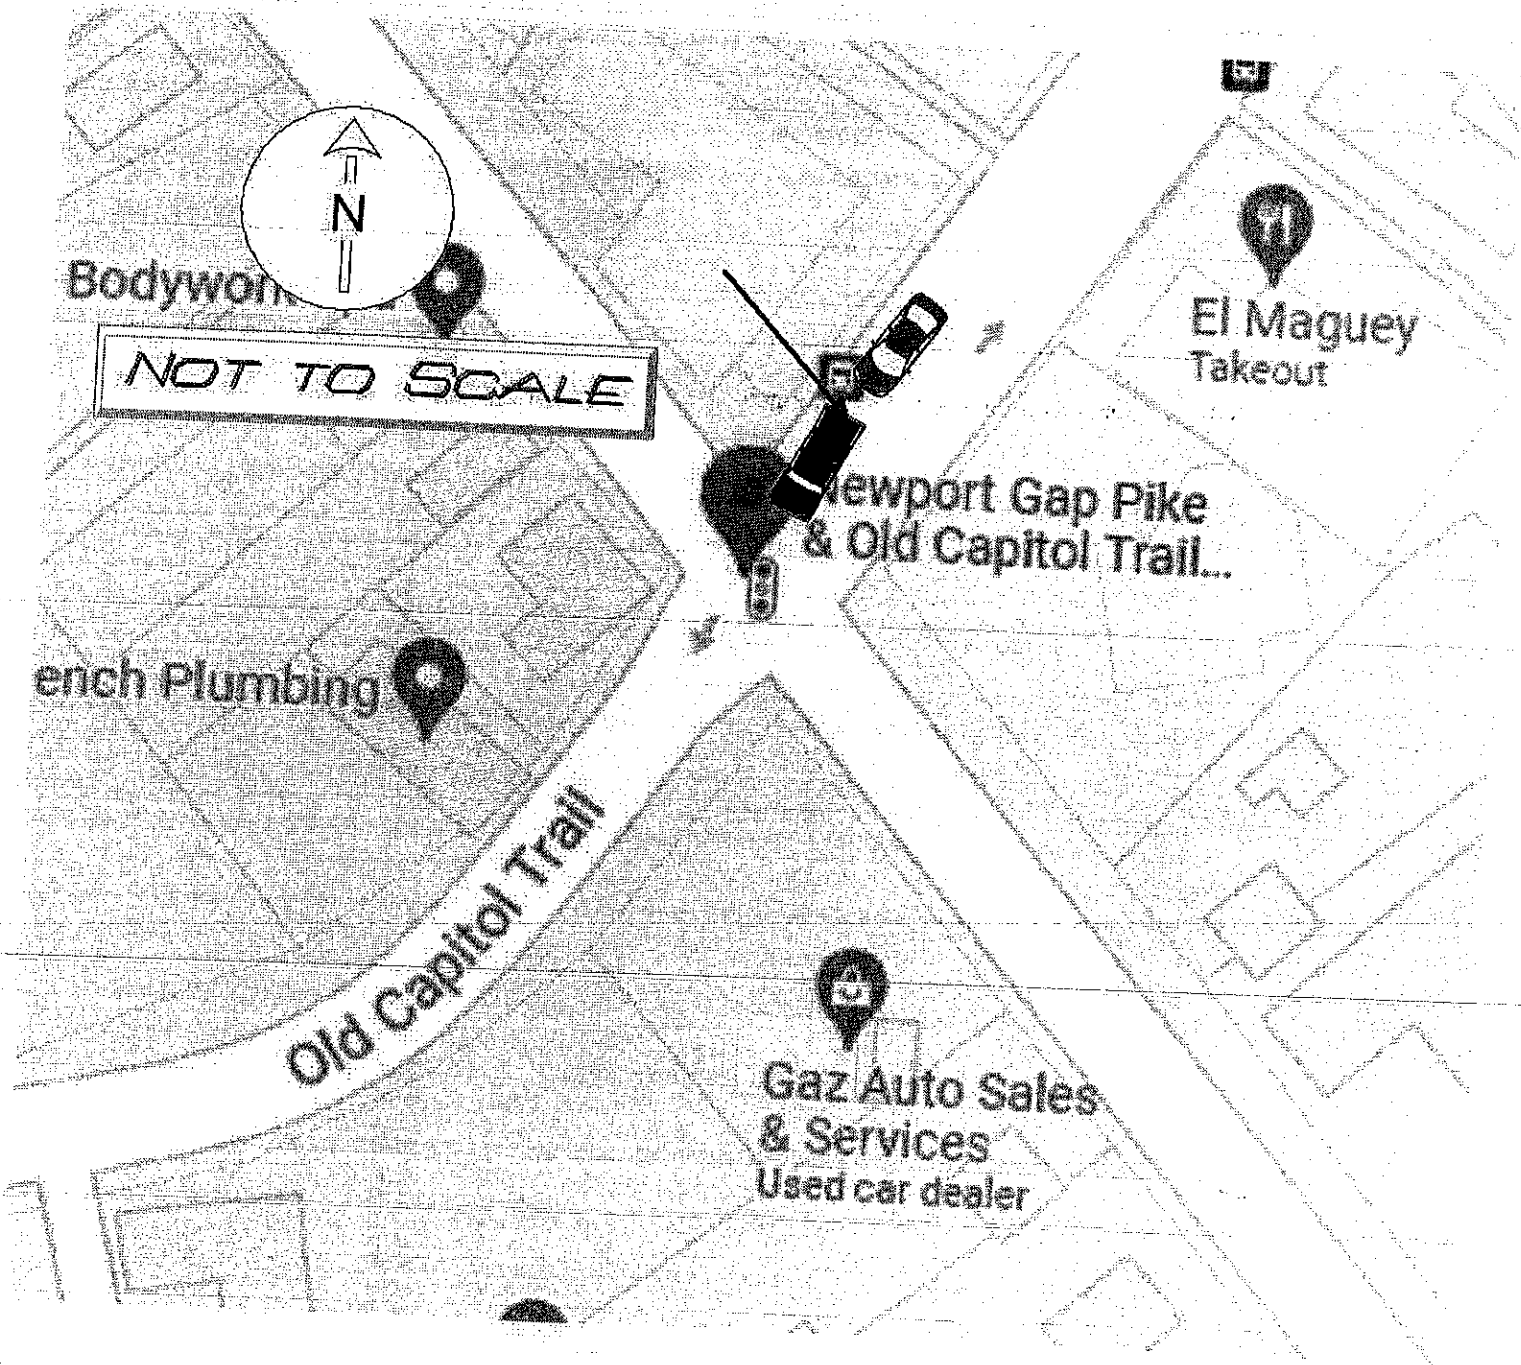 N
NOT TO SCALE
El Maguey
Takeout
Newport Gap Pike
& Old Capitol Trail...
ench Plumbing
Old Capitol Trail
Gaz Auto Sales
& Services
Used car dealer